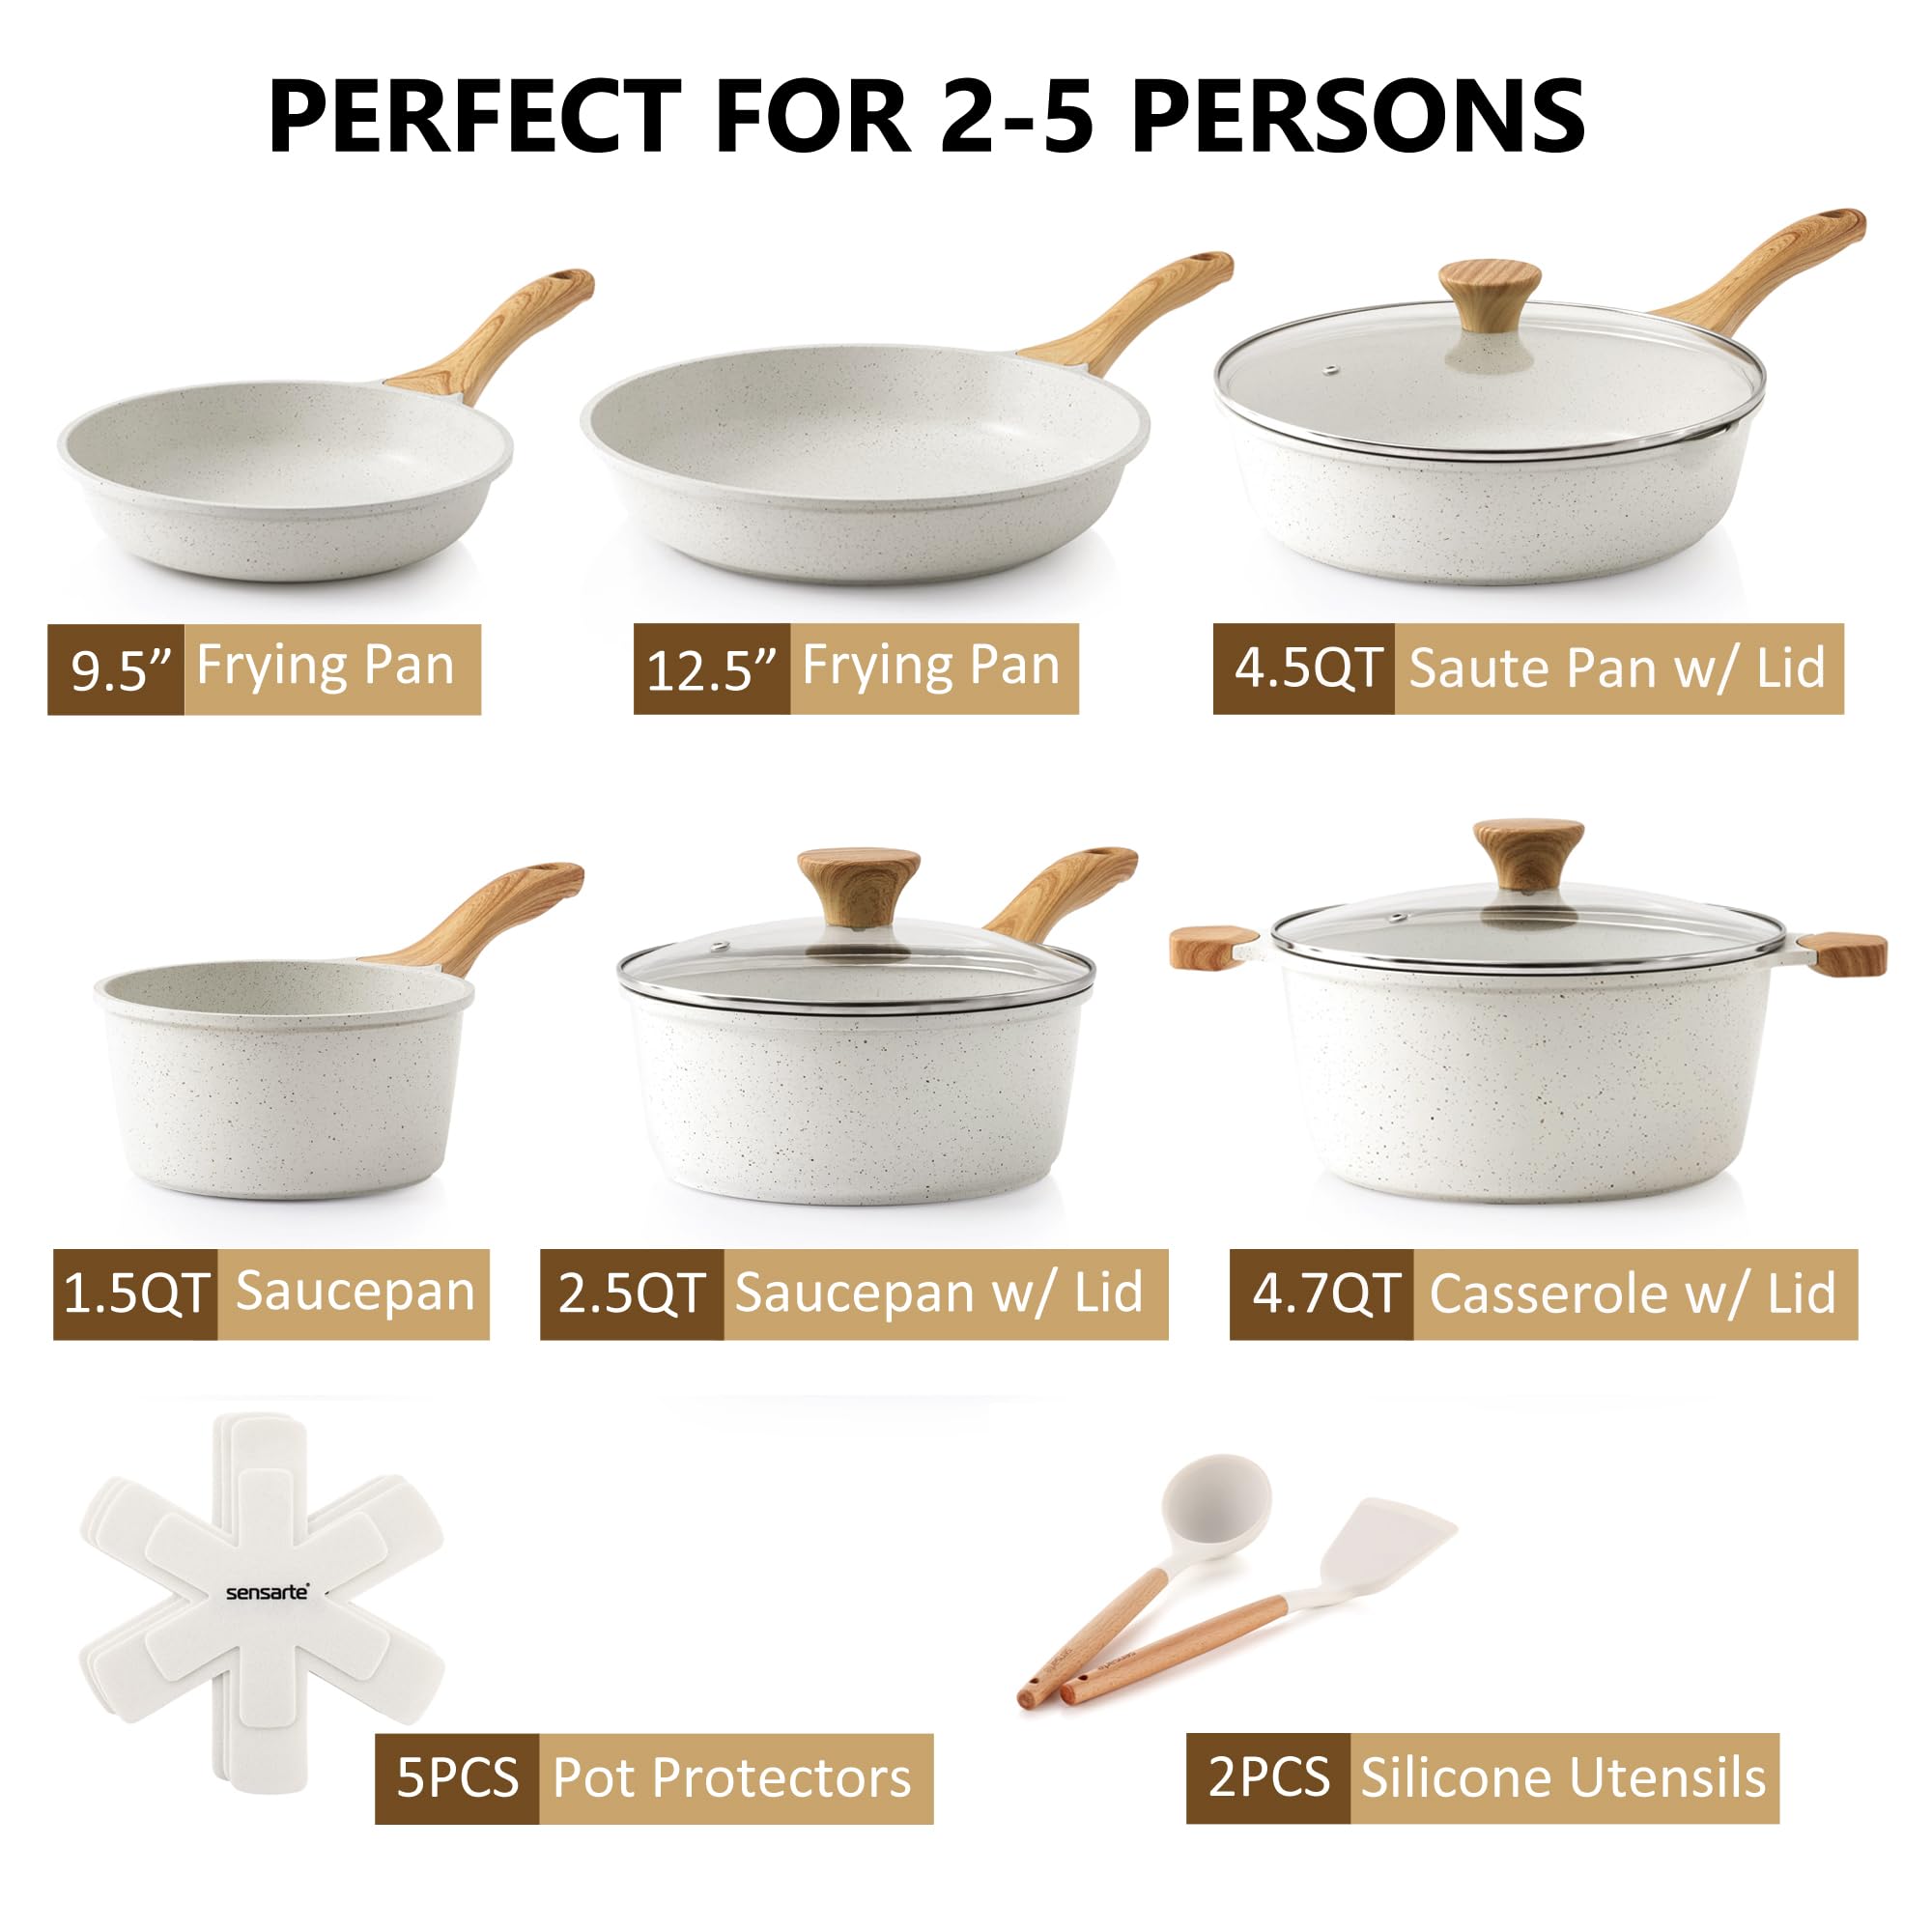 PERFECT FOR 2-5 PERSONS
9.5” Frying Pan
12.5” Frying Pan
4.5QT Saute Pan w/ Lid
1.5QT Saucepan
2.5QT Saucepan w/ Lid
4.7QT Casserole w/ Lid
sensarte®
sensarte
5PCS Pot Protectors
2PCS Silicone Utensils